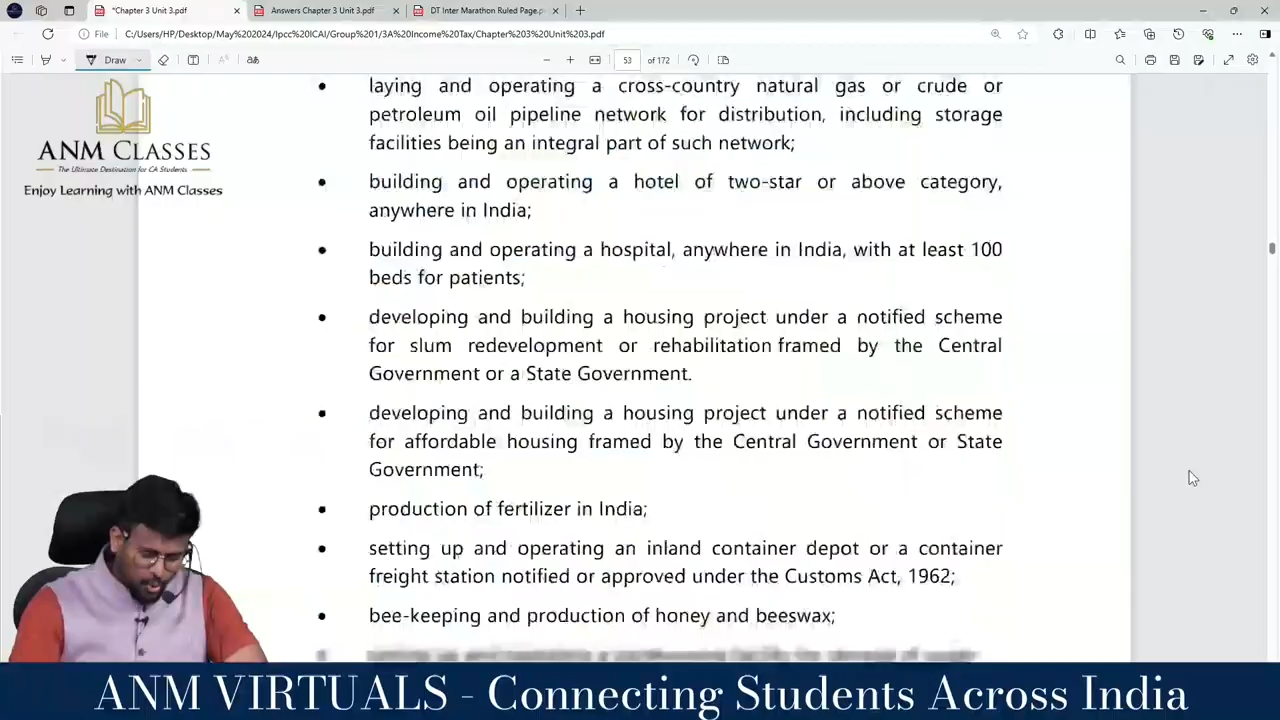 *Chapter 3 Unit 3.pdf
Answers Chapter 3 Unit 3.pdf
DT Inter Marathon Ruled Page.p
File
C:/Users/HP/Desktop/May%202024/Ipcc%20ICAI/Group%201/3A%20Income%20Tax/Chapter%203%20Unit%203.pdf
Draw
53 of 172
laying and operating a cross-country natural gas or crude or
petroleum oil pipeline network for distribution, including storage
facilities being an integral part of such network;
ANM CLASSES
The Ultimate Destination for CA Students
Enjoy Learning with ANM Classes
• building and operating a hotel of two-star or above category,
anywhere in India;
• building and operating a hospital, anywhere in India, with at least 100
beds for patients;
• developing and building a housing project under a notified scheme
for slum redevelopment or rehabilitation framed by the Central
Government or a State Government.
• developing and building a housing project under a notified scheme
for affordable housing framed by the Central Government or State
Government;
• production of fertilizer in India;
• setting up and operating an inland container depot or a container
freight station notified or approved under the Customs Act, 1962;
• bee-keeping and production of honey and beeswax;
ANM VIRTUALS - Connecting Students Across India